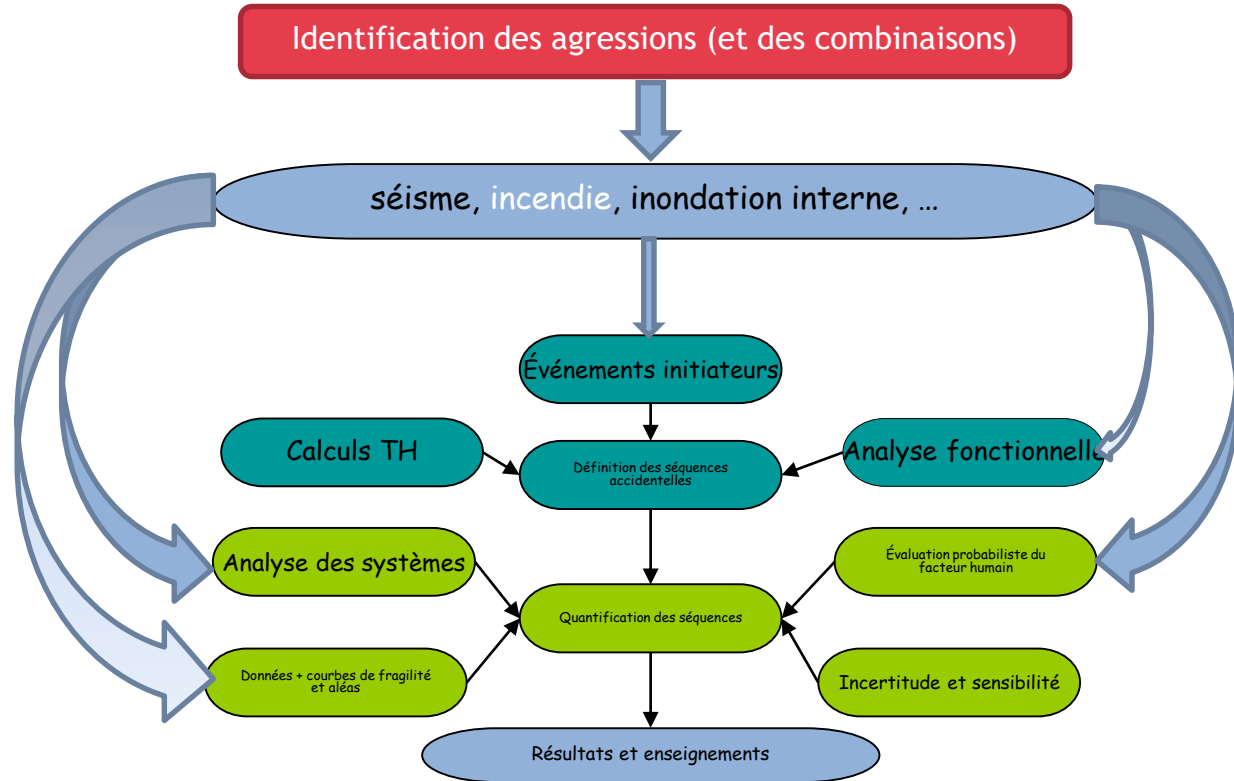 Identification des agressions (et des combinaisons)
séisme, incendie, inondation interne, ...
Événements initiateurs
Calculs TH
Définition des séquences
accidentelles
Analyse fonctionnelle
Analyse des systèmes
Évaluation probabiliste du
facteur humain
Quantification des séquences
Données + courbes de fragilité
et aléas
Incertitude et sensibilité
Résultats et enseignements